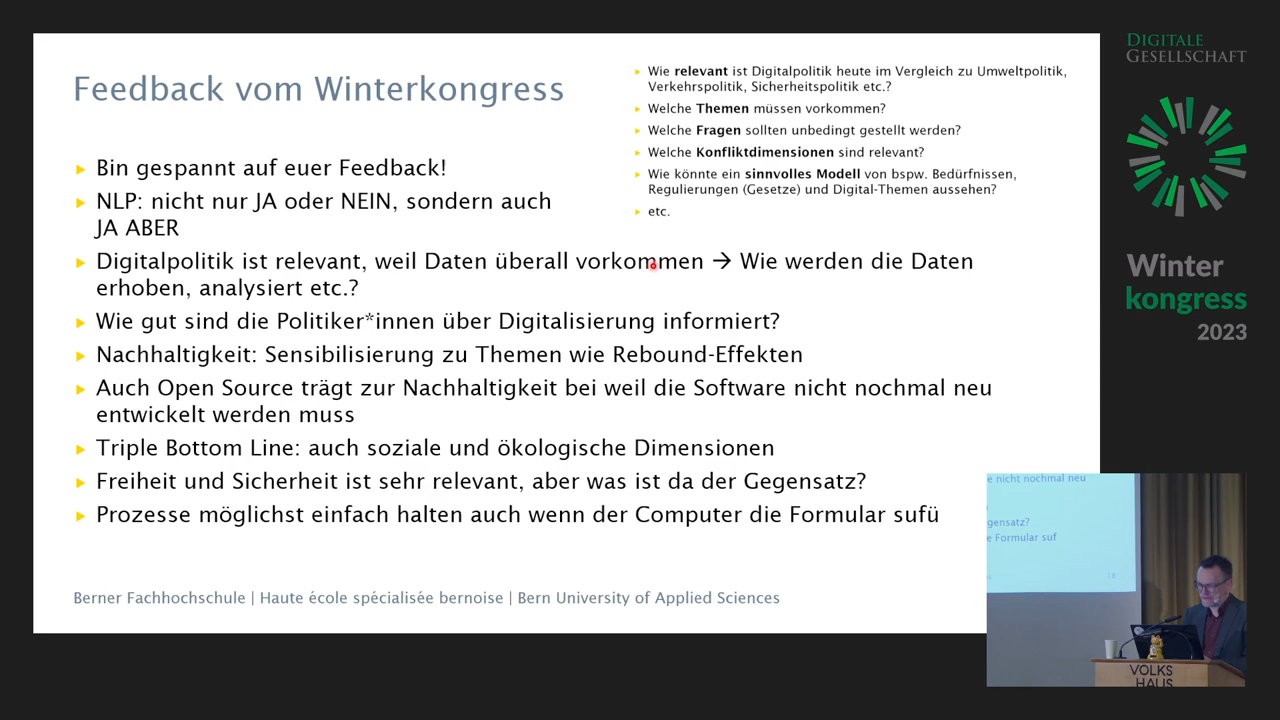 Feedback vom Winterkongress
Wie relevant ist Digitalpolitik heute im Vergleich zu Umweltpolitik,
Verkehrspolitik, Sicherheitspolitik etc.?
Welche Themen müssen vorkommen?
Welche Fragen sollten unbedingt gestellt werden?
Welche Konfliktdimensionen sind relevant?
Wie könnte ein sinnvolles Modell von bspw. Bedürfnissen,
Regulierungen (Gesetze) und Digital-Themen aussehen?
etc.
Bin gespannt auf euer Feedback!
NLP: nicht nur JA oder NEIN, sondern auch
JA ABER
Digitalpolitik ist relevant, weil Daten überall vorkommen → Wie werden die Daten
erhoben, analysiert etc.?
Wie gut sind die Politiker*innen über Digitalisierung informiert?
Nachhaltigkeit: Sensibilisierung zu Themen wie Rebound-Effekten
Auch Open Source trägt zur Nachhaltigkeit bei weil die Software nicht nochmal neu
entwickelt werden muss
Triple Bottom Line: auch soziale und ökologische Dimensionen
Freiheit und Sicherheit ist sehr relevant, aber was ist da der Gegensatz?
Prozesse möglichst einfach halten auch wenn der Computer die Formular sufü
Berner Fachhochschule | Haute école spécialisée bernoise | Bern University of Applied Sciences
DIGITALE
GESELLSCHAFT
Winter
kongress
2023
e nicht nochmal neu
gensatz?
e Formular suf
18
VOLKS
HAUS